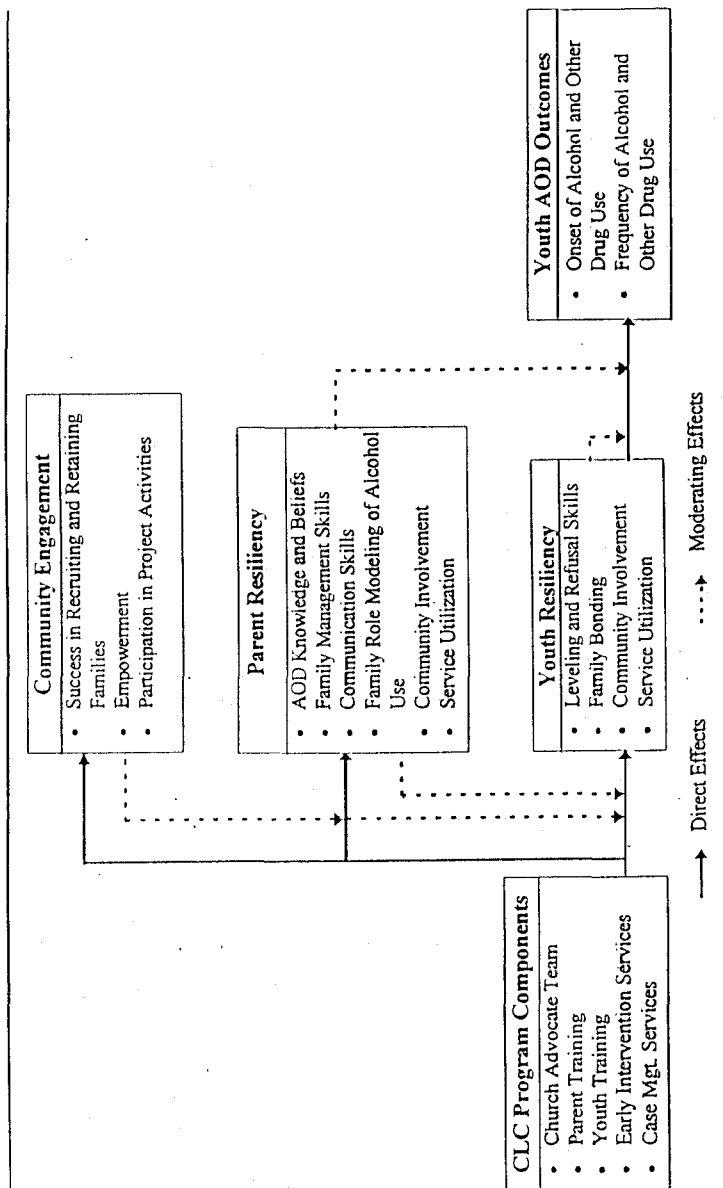 Community Engagement
• Success in Recruiting and Retaining
Families
• Empowerment
• Participation in Project Activities
Parent Resiliency
• AOD Knowledge and Beliefs
• Family Management Skills
• Communication Skills
• Family Role Modeling of Alcohol
Use
• Community Involvement
• Service Utilization
CLC Program Components
• Church Advocate Team
• Parent Training
• Youth Training
• Early Intervention Services
• Case Mgt. Services
Youth Resiliency
• Leveling and Refusal Skills
• Family Bonding
• Community Involvement
• Service Utilization
Youth AOD Outcomes
• Onset of Alcohol and Other
Drug Use
• Frequency of Alcohol and
Other Drug Use
Direct Effects
Moderating Effects